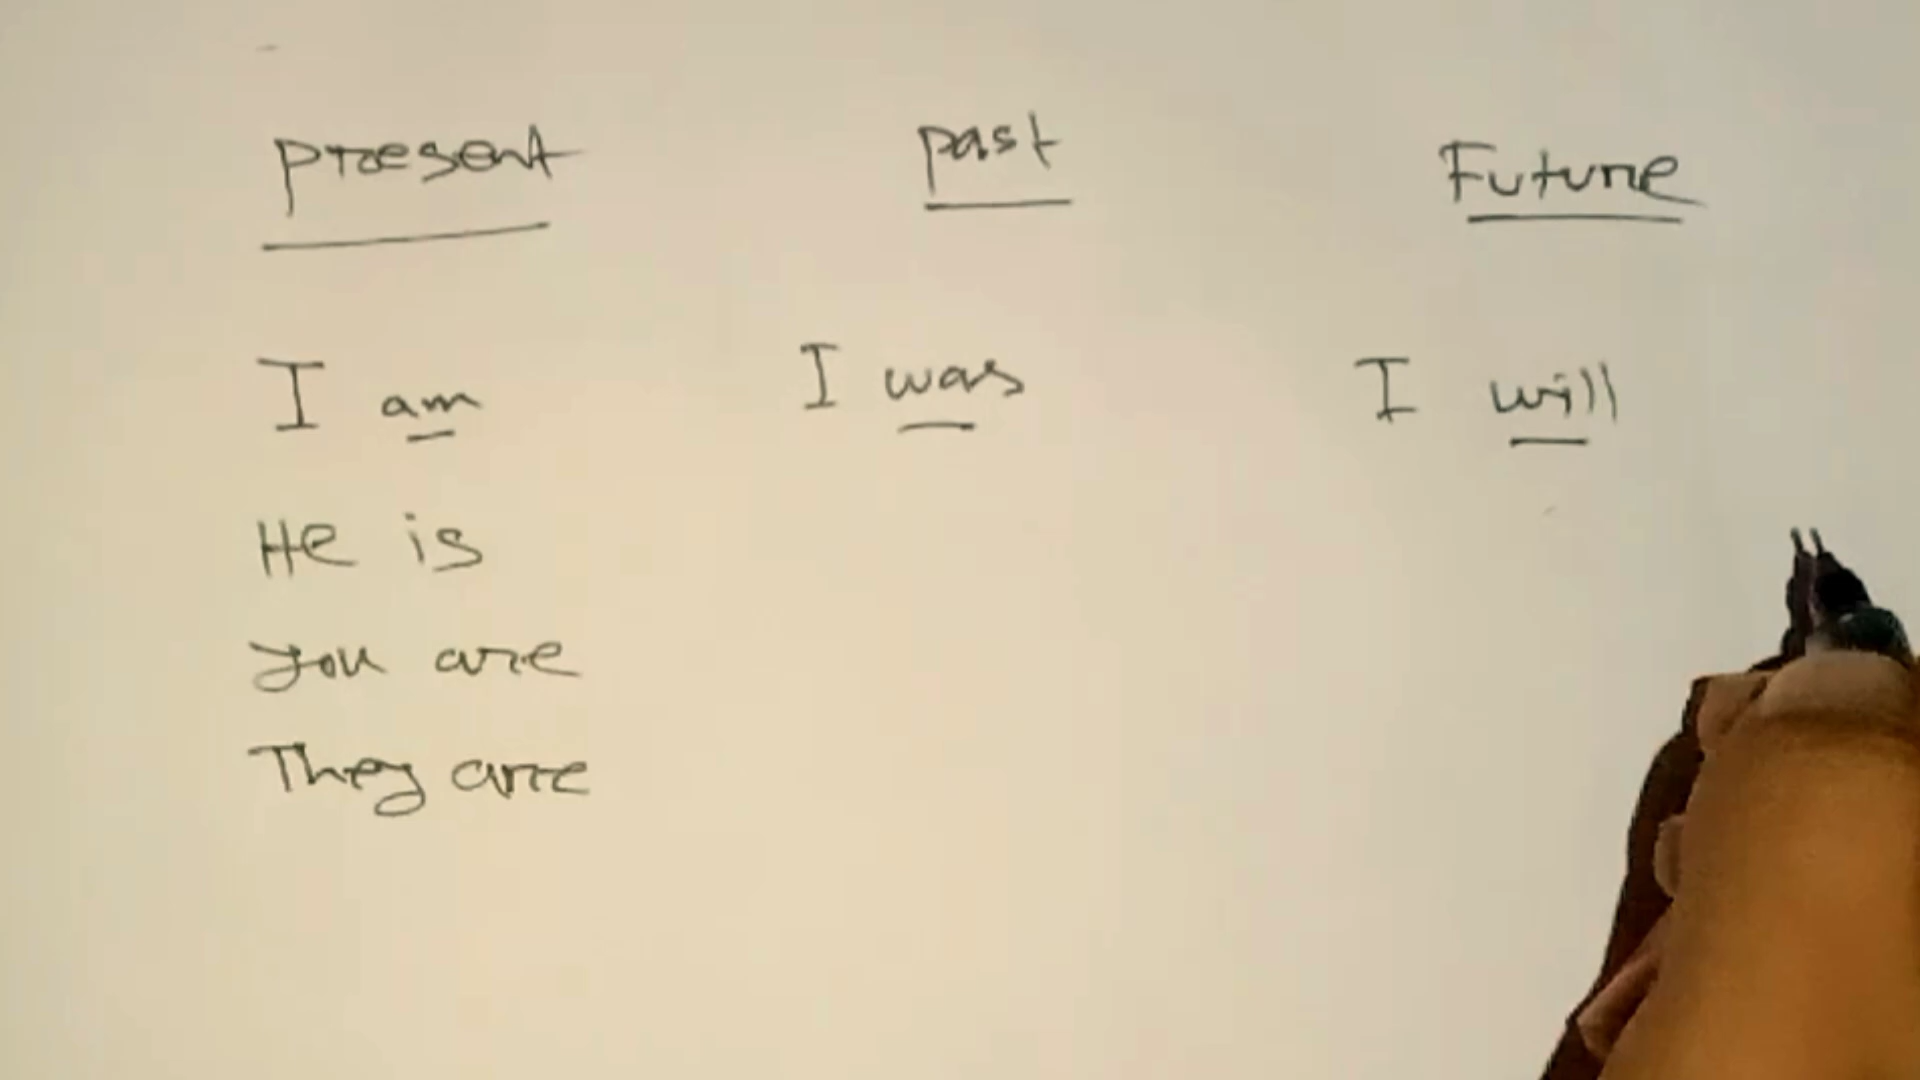 present past Future
I am I was I will
He is
you are
They are